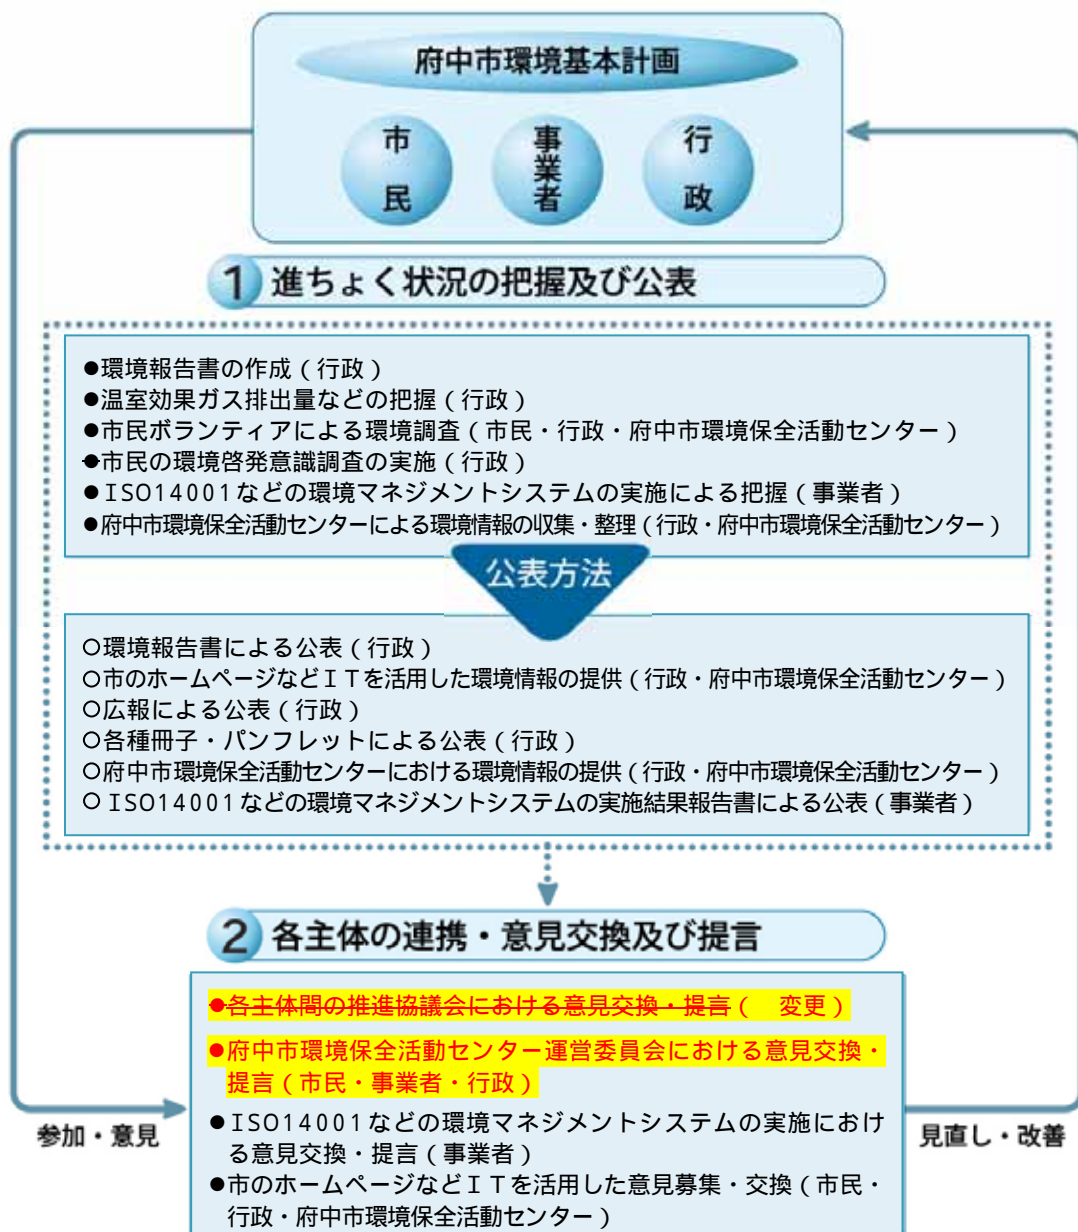 府中市環境基本計画
市民
事業者
行政
1 進ちょく状況の把握及び公表
●環境報告書の作成(行政)
●温室効果ガス排出量などの把握(行政)
●市民ボランティアによる環境調査(市民・行政・府中市環境保全活動センター)
●市民の環境啓発意識調査の実施(行政)
●ISO14001などの環境マネジメントシステムの実施による把握(事業者)
●府中市環境保全活動センターによる環境情報の収集・整理(行政・府中市環境保全活動センター)
公表方法
○環境報告書による公表(行政)
○市のホームページなどITを活用した環境情報の提供(行政・府中市環境保全活動センター)
○広報による公表(行政)
○各種冊子・パンフレットによる公表(行政)
○府中市環境保全活動センターにおける環境情報の提供(行政・府中市環境保全活動センター)
○ISO14001などの環境マネジメントシステムの実施結果報告書による公表(事業者)
2 各主体の連携・意見交換及び提言
●各主体間の推進協議会における意見交換・提言( 変更)
●府中市環境保全活動センター運営委員会における意見交換・
提言(市民・事業者・行政)
●ISO14001などの環境マネジメントシステムの実施におけ
る意見交換・提言(事業者)
●市のホームページなどITを活用した意見募集・交換(市民・
行政・府中市環境保全活動センター)
参加・意見
見直し・改善